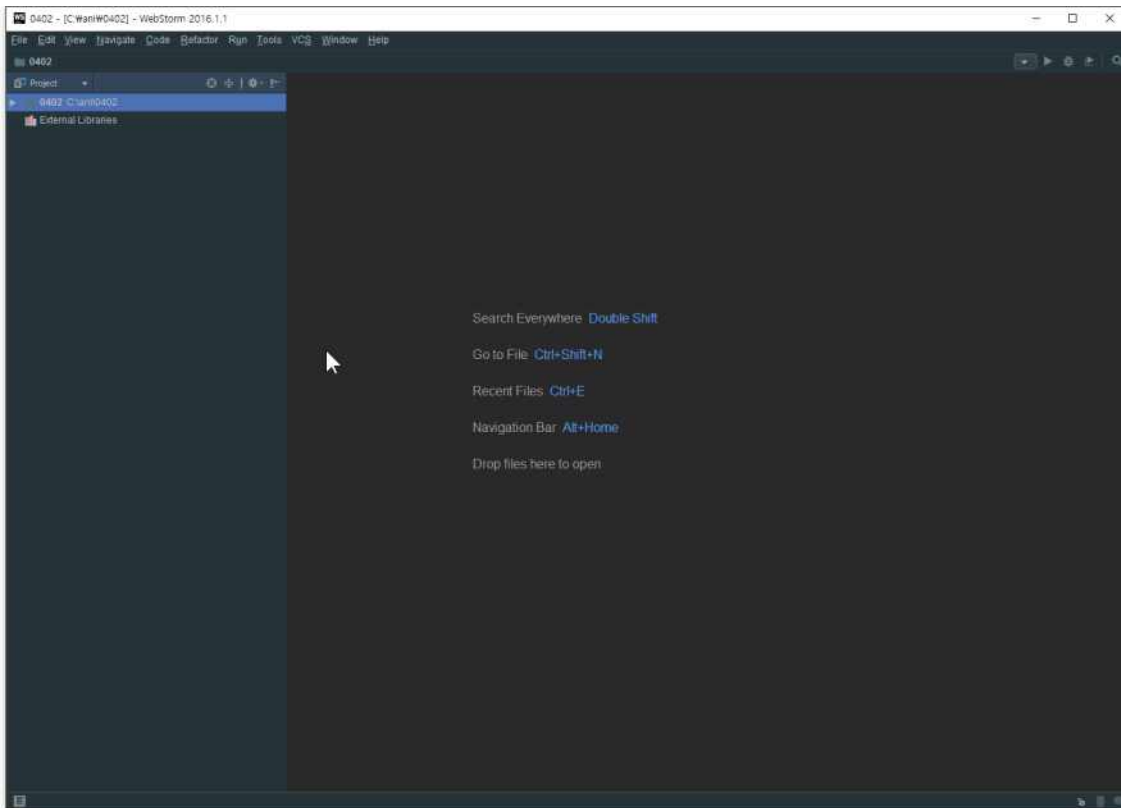 WS 0402 - [C:₩ani₩0402] - WebStorm 2016.1.1
File Edit View Navigate Code Refactor Run Tools VCS Window Help
0402
Project
0402 C:\ani\0402
External Libraries
Search Everywhere Double Shift
Go to File Ctrl+Shift+N
Recent Files Ctrl+E
Navigation Bar Alt+Home
Drop files here to open